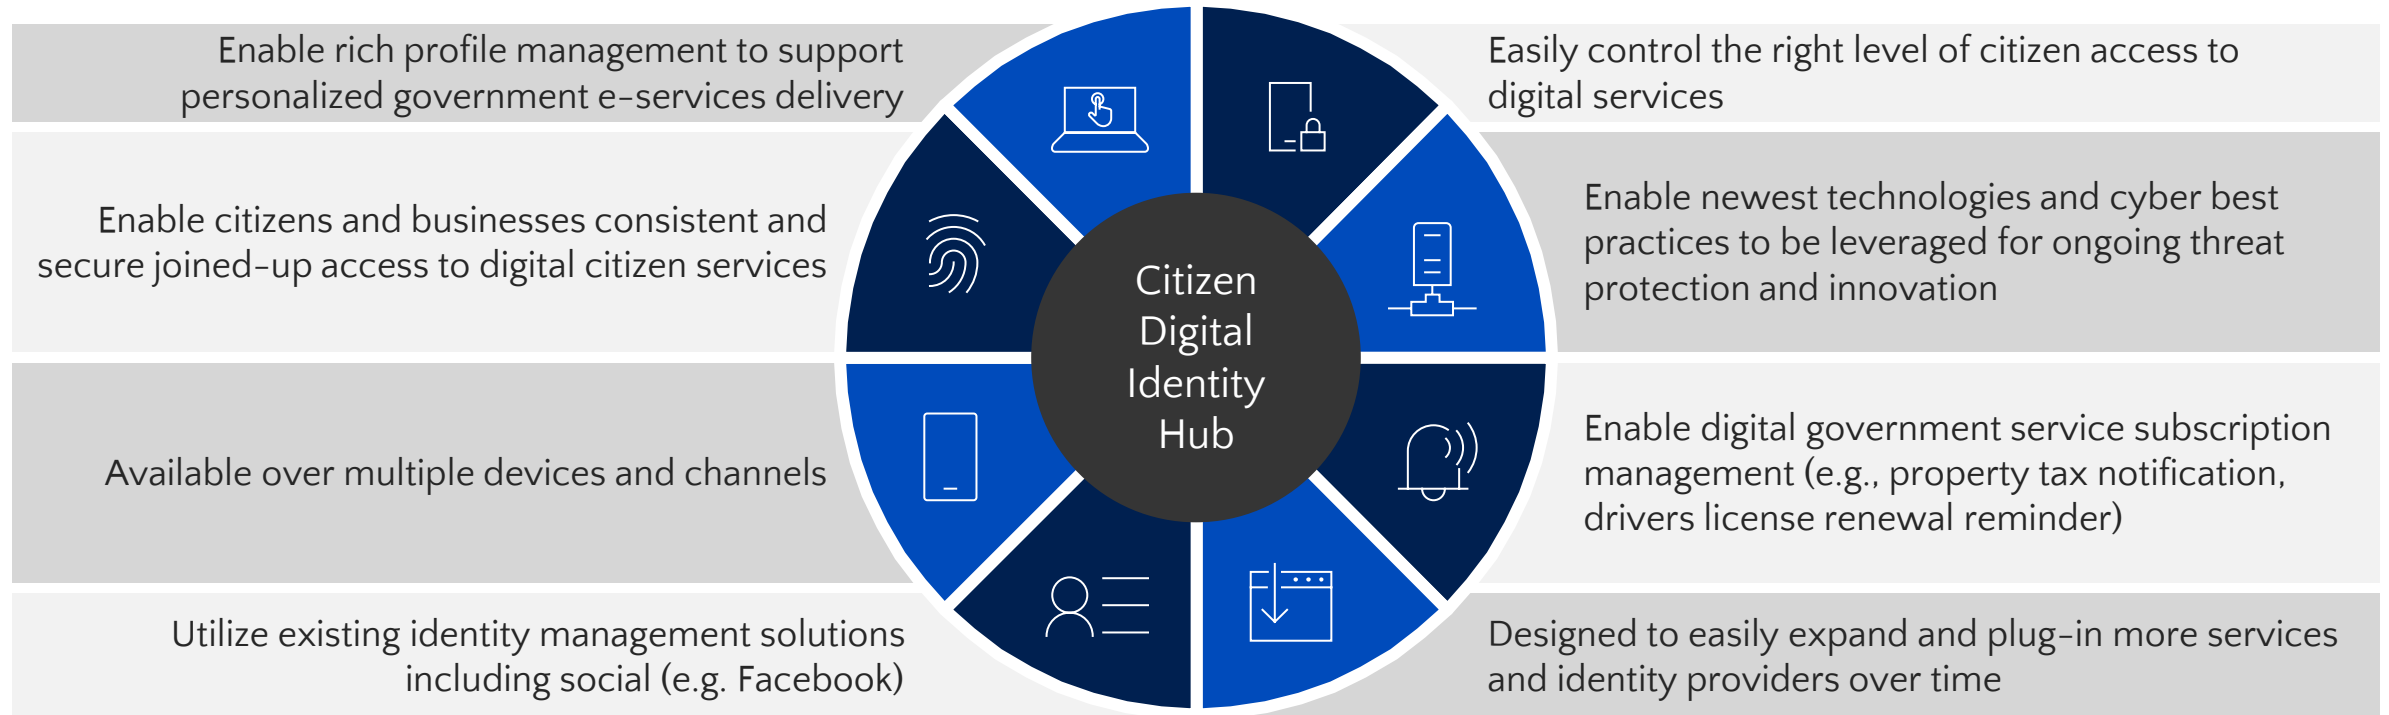 Enable rich profile management to support
personalized government e-services delivery
Enable citizens and businesses consistent and
secure joined-up access to digital citizen services
Available over multiple devices and channels
Utilize existing identity management solutions
including social (e.g. Facebook)
Citizen
Digital
Identity
Hub
Easily control the right level of citizen access to
digital services
Enable newest technologies and cyber best
practices to be leveraged for ongoing threat
protection and innovation
Enable digital government service subscription
management (e.g., property tax notification,
drivers license renewal reminder)
Designed to easily expand and plug-in more services
and identity providers over time